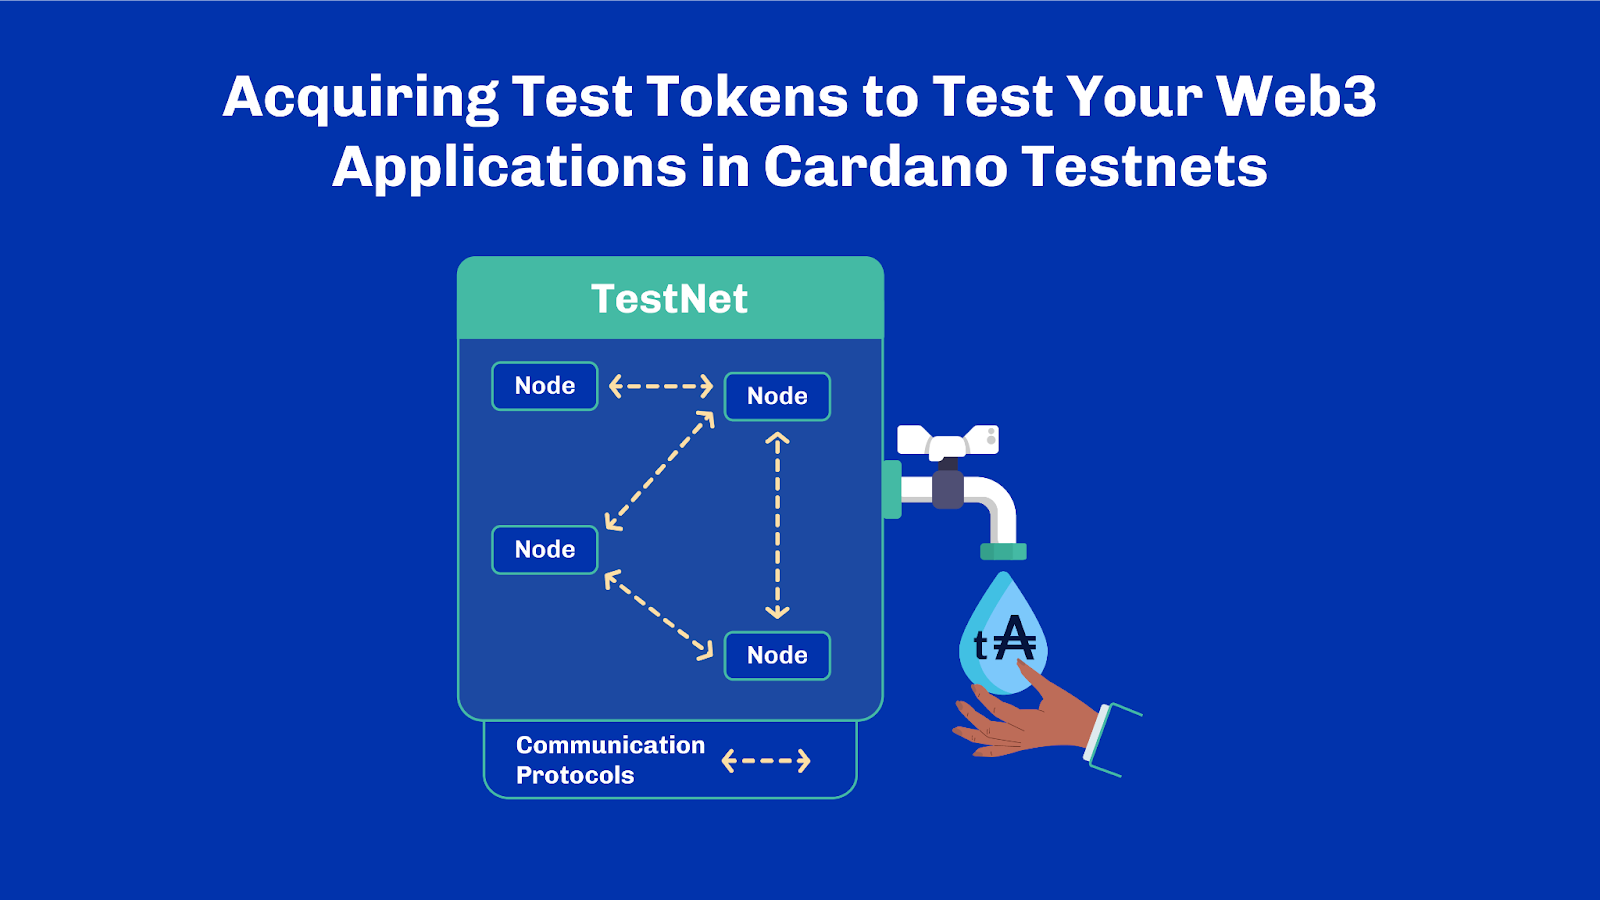 Acquiring Test Tokens to Test Your Web3
Applications in Cardano Testnets
TestNet
Node
Node
Node
Node
t₳
Communication
Protocols